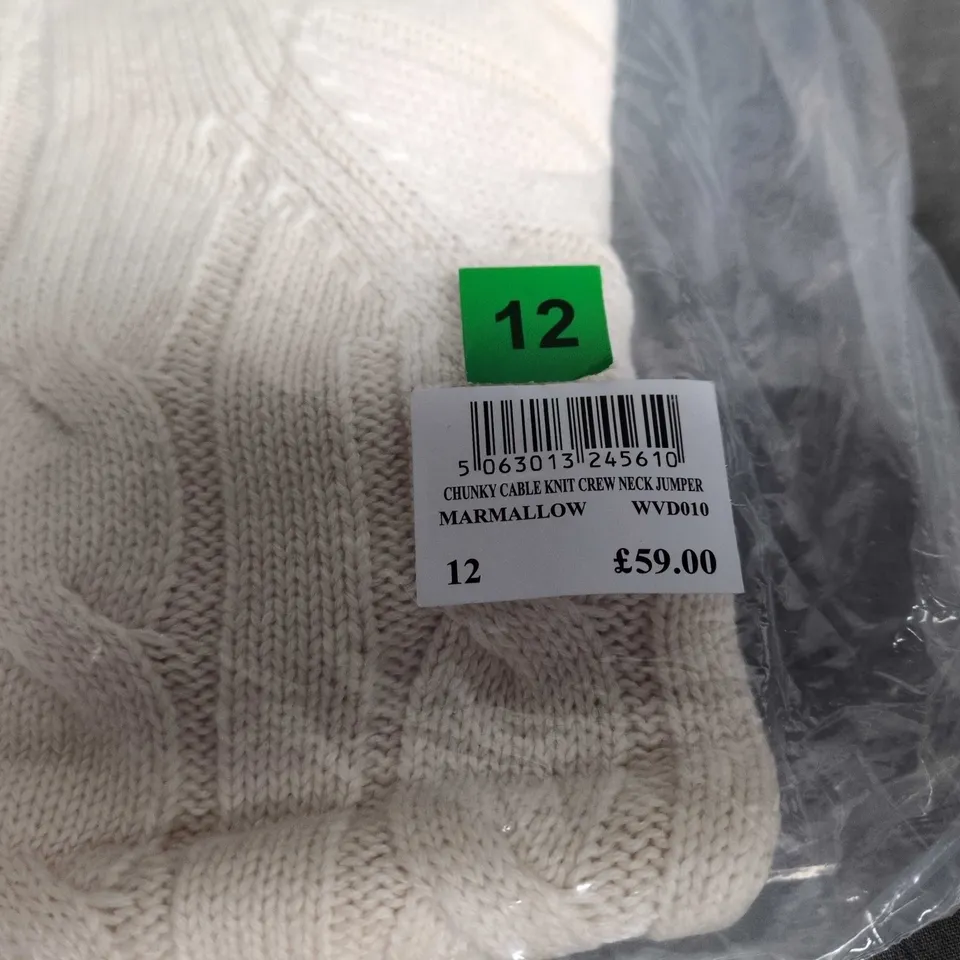 12
5 063013 245610
CHUNKY CABLE KNIT CREW NECK JUMPER
MARMALLOW WVD010
12 £59.00